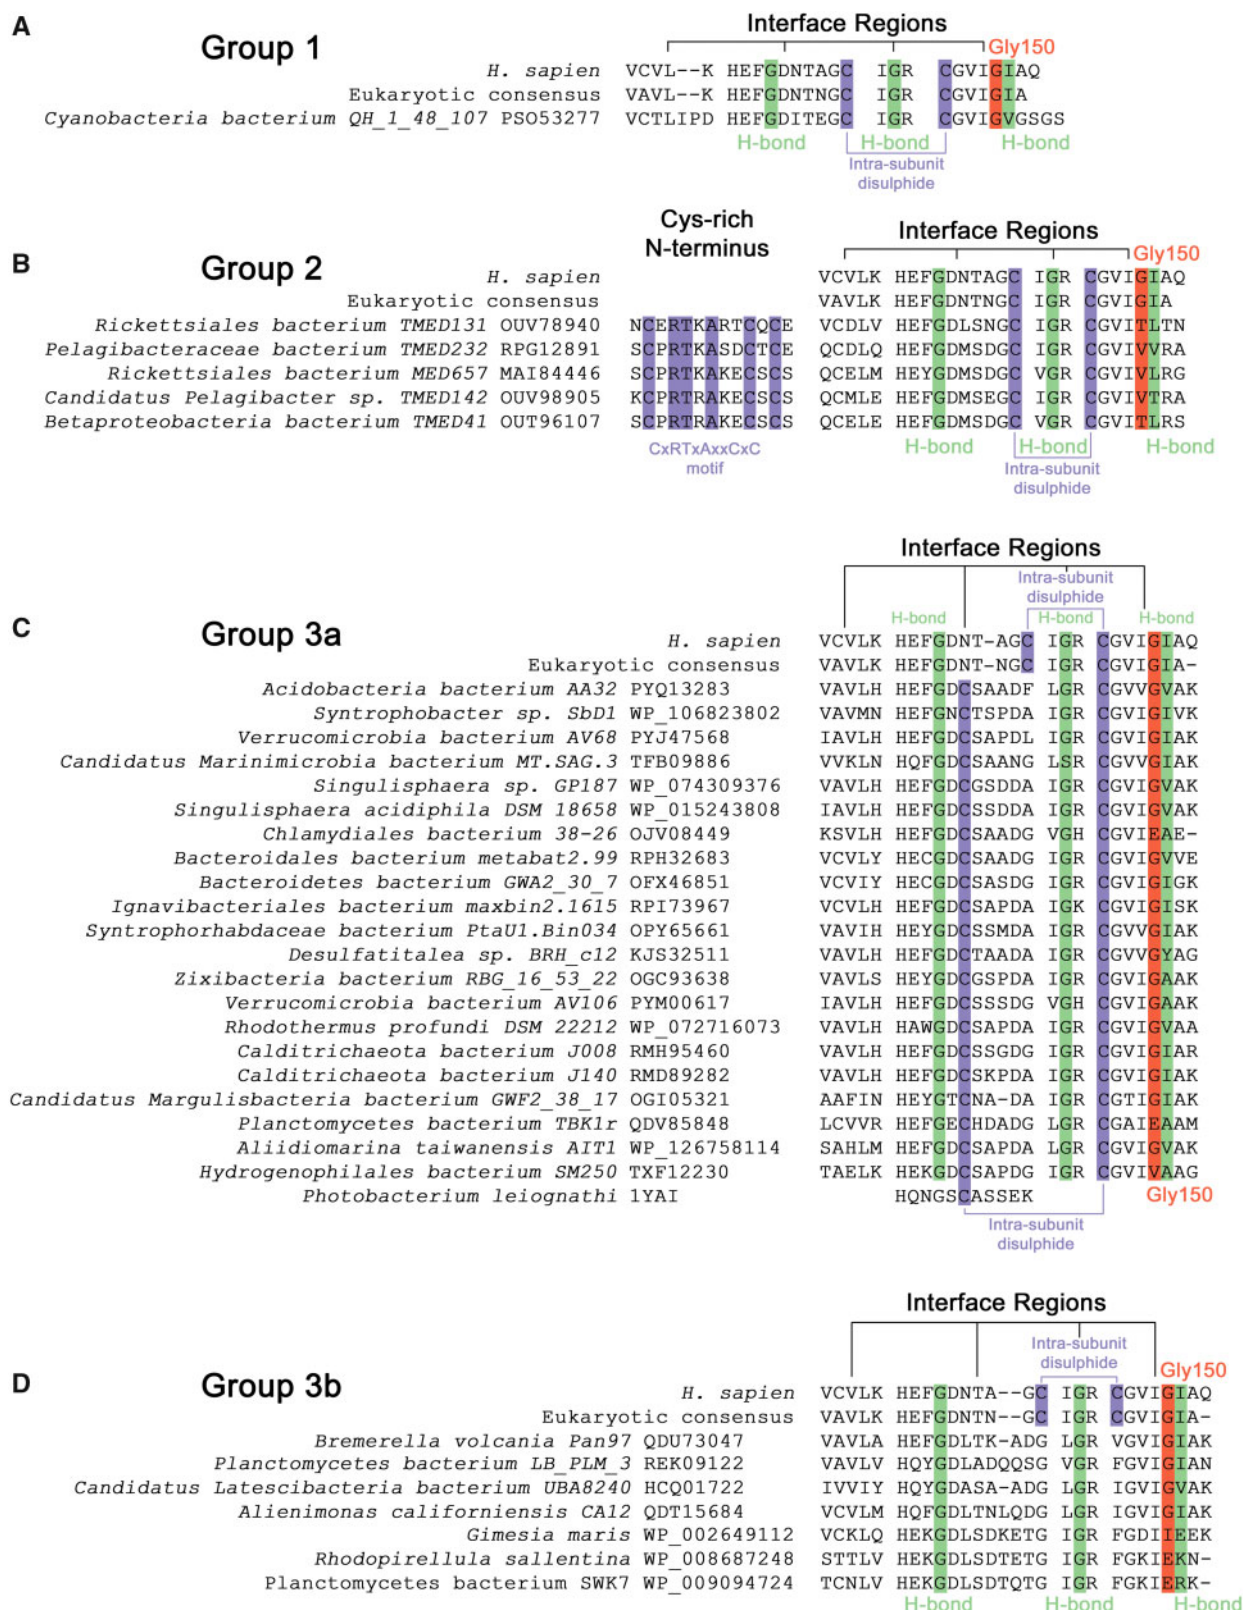 A
Group 1
Interface Regions
Gly150
H. sapien VCVL--K HEFGDNTAGC IGR CGVIGIAQ
Eukaryotic consensus VAVL--K HEFGDNTNGC IGR CGVIGIA
Cyanobacteria bacterium QH_1_48_107 PSO53277 VCTLIPD HEFGDITEGC IGR CGVIGVGSGS
H-bond H-bond H-bond
Intra-subunit
disulphide
Cys-rich
N-terminus
Interface Regions
B
Group 2
Gly150
H. sapien VCVLK HEFGDNTAGC IGR CGVIGIAQ
Eukaryotic consensus VAVLK HEFGDNTNGC IGR CGVIGIA
Rickettsiales bacterium TMED131 OUV78940 NCERTKARTCQCE VCDLV HEFGDLSNGC IGR CGVITLTN
Pelagibacteraceae bacterium TMED232 RPG12891 SCPRTKASDCTCE QCDLQ HEFGDMSDGC IGR CGVIVVRA
Rickettsiales bacterium MED657 MAI84446 SCPRTKAKECSCS QCELM HEYGDMSDGC VGR CGVIVLRG
Candidatus Pelagibacter sp. TMED142 OUV98905 KCPRTRAKECSCS QCMLE HEFGDMSEGC IGR CGVIVTRA
Betaproteobacteria bacterium TMED41 OUT96107 SCPRTRAKECSCS QCELE HEFGDMSDGC VGR CGVITLRS
CxRTxAxxCxC
motif
H-bond H-bond H-bond
Intra-subunit
disulphide
Interface Regions
Intra-subunit
disulphide
C
Group 3a
H-bond H-bond H-bond
H. sapien VCVLK HEFGDNT-AGC IGR CGVIGIAQ
Eukaryotic consensus VAVLK HEFGDNT-NGC IGR CGVIGIA-
Acidobacteria bacterium AA32 PYQ13283 VAVLH HEFGDCSAADF LGR CGVVGVAK
Syntrophobacter sp. SbD1 WP_106823802 VAVMN HEFGNCTSPDA IGR CGVIGIVK
Verrucomicrobia bacterium AV68 PYJ47568 IAVLH HEFGDCSAPDL IGR CGVIGIAK
Candidatus Marinimicrobia bacterium MT.SAG.3 TFB09886 VVKLN HQFGDCSAANG LSR CGVVGIAK
Singulisphaera sp. GP187 WP_074309376 VAVLH HEFGDCGSDDA IGR CGVIGVAK
Singulisphaera acidiphila DSM 18658 WP_015243808 IAVLH HEFGDCSSDDA IGR CGVIGVAK
Chlamydiales bacterium 38-26 OJV08449 KSVLH HEFGDCSAADG VGH CGVIEAE-
Bacteroidales bacterium metabat2.99 RPH32683 VCVLY HECGDCSAADG IGR CGVIGVVE
Bacteroidetes bacterium GWA2_30_7 OFX46851 VCVIY HECGDCSASDG IGR CGVIGIGK
Ignavibacteriales bacterium maxbin2.1615 RPI73967 VCVLH HEFGDCSAPDA IGK CGVIGISK
Syntrophorhabdaceae bacterium PtaU1.Bin034 OPY65661 VAVIH HEYGDCSSMDA IGR CGVVGIAK
Desulfatitalea sp. BRH_c12 KJS32511 VAVLH HEFGDCTAADA IGR CGVVGYAG
Zixibacteria bacterium RBG_16_53_22 OGC93638 VAVLS HEYGDCGSPDA IGR CGVIGAAK
Verrucomicrobia bacterium AV106 PYM00617 IAVLH HEFGDCSSSDG VGH CGVIGAAK
Rhodothermus profundi DSM 22212 WP_072716073 VAVLH HAWGDCSAPDA IGR CGVIGVAA
Calditrichaeota bacterium J008 RMH95460 VAVLH HEFGDCSSGDG IGR CGVIGIAR
Calditrichaeota bacterium J140 RMD89282 VAVLH HEFGDCSKPDA IGR CGVIGIAK
Candidatus Margulisbacteria bacterium GWF2_38_17 OGI05321 AAFIN HEYGTCNA-DA IGR CGTIGIAK
Planctomycetes bacterium TBK1r QDV85848 LCVVR HEFGECHDADG LGR CGAIEAAM
Aliidiomarina taiwanensis AIT1 WP_126758114 SAHLM HEFGDCSAPDA LGR CGVIGVAK
Hydrogenophilales bacterium SM250 TXF12230 TAELK HEKGDCSAPDG IGR CGVIVAAG
Photobacterium leiognathi 1YAI HQNGSCASSEK
Gly150
Intra-subunit
disulphide
Interface Regions
Intra-subunit
disulphide
D
Group 3b
Gly150
H. sapien VCVLK HEFGDNTA--GC IGR CGVIGIAQ
Eukaryotic consensus VAVLK HEFGDNTN--GC IGR CGVIGIA-
Bremerella volcania Pan97 QDU73047 VAVLA HEFGDLTK-ADG LGR VGVIGIAK
Planctomycetes bacterium LB_PLM_3 REK09122 VAVLV HQYGDLADQQSG VGR FGVIGIAN
Candidatus Latescibacteria bacterium UBA8240 HCQ01722 IVVIY HQYGDASA-ADG LGR IGVIGVAK
Alienimonas californiensis CA12 QDT15684 VCVLM HQFGDLTNLQDG LGR IGVIGIAK
Gimesia maris WP_002649112 VCKLQ HEKGDLSDKETG IGR FGDIIEEK
Rhodopirellula sallentina WP_008687248 STTLV HEKGDLSDTETG IGR FGKIEKN-
Planctomycetes bacterium SWK7 WP_009094724 TCNLV HEKGDLSDTQTG IGR FGKIERK-
H-bond H-bond H-bond